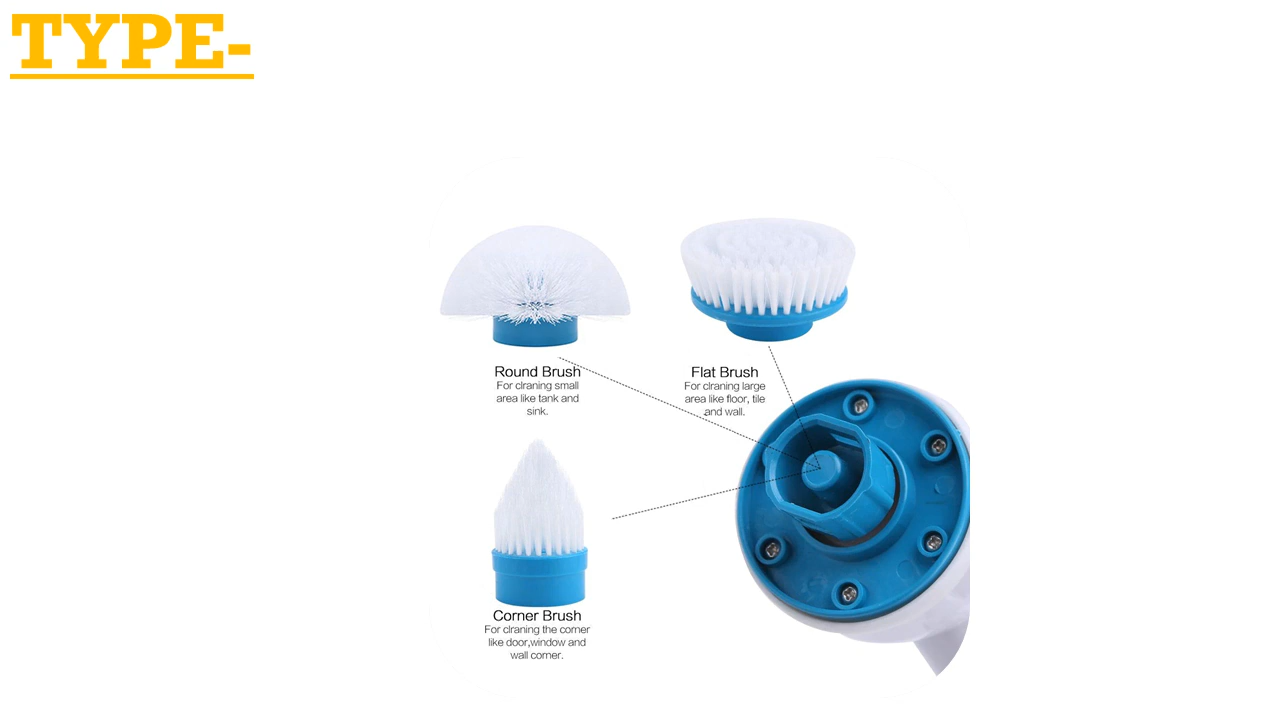 TYPE-
Round Brush
For clraning small
area like tank and
sink.
Flat Brush
For clraning large
area like floor, tile
and wall.
Corner Brush
For clraning the corner
like door,window and
wall corner.